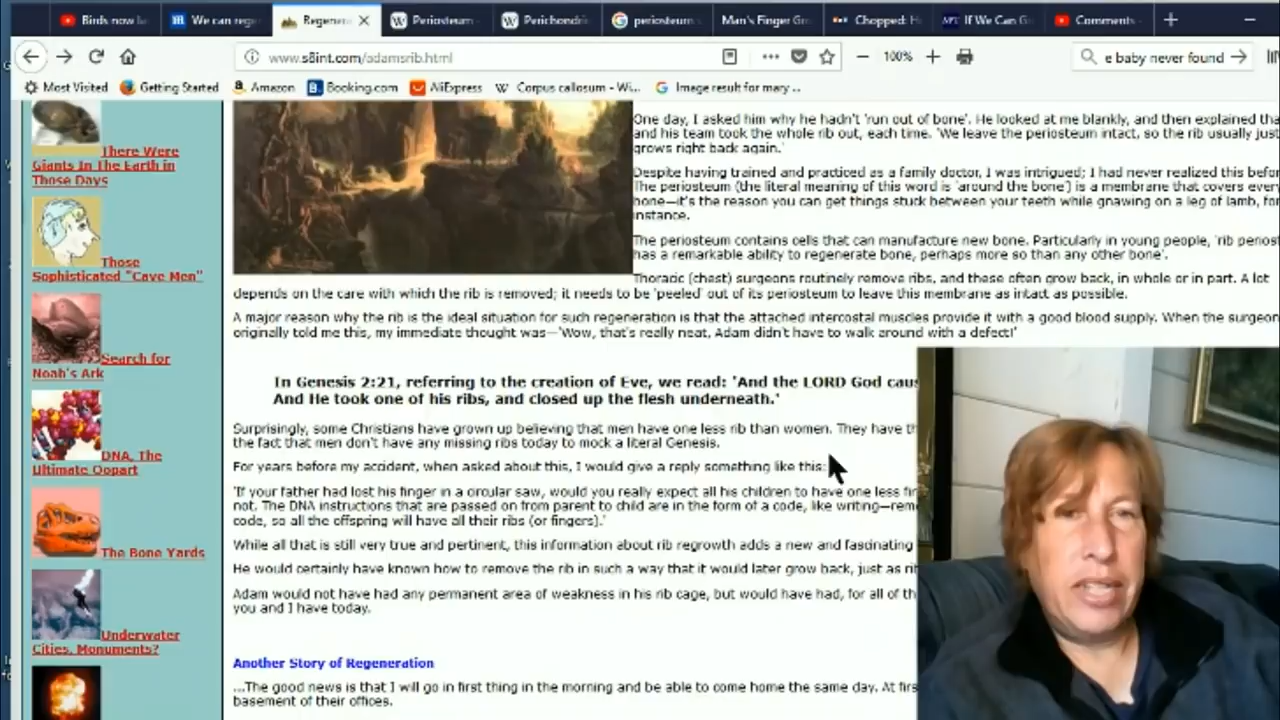 Birds now ha
We can rege
Regenera
Periosteum -
Perichondri
periosteum
Man's Finger Gro
Chopped: H
If We Can G
Comments -
www.s8int.com/adamsrib.html
100%
e baby never found
Most Visited
Getting Started
Amazon
Booking.com
AliExpress
Corpus callosum - Wi...
Image result for mary ...
There Were
Giants In The Earth in
Those Days
Those
Sophisticated "Cave Men"
Search for
Noah's Ark
DNA, The
Ultimate Oopart
The Bone Yards
Underwater
Cities, Monuments?
One day, I asked him why he hadn't 'run out of bone'. He looked at me blankly, and then explained tha
and his team took the whole rib out, each time. 'We leave the periosteum intact, so the rib usually just
grows right back again.'
Despite having trained and practiced as a family doctor, I was intrigued; I had never realized this befor
The periosteum (the literal meaning of this word is 'around the bone') is a membrane that covers every
bone—it's the reason you can get things stuck between your teeth while gnawing on a leg of lamb, for
instance.
The periosteum contains cells that can manufacture new bone. Particularly in young people, 'rib perios
has a remarkable ability to regenerate bone, perhaps more so than any other bone'.
Thoracic (chest) surgeons routinely remove ribs, and these often grow back, in whole or in part. A lot
depends on the care with which the rib is removed; it needs to be 'peeled' out of its periosteum to leave this membrane as intact as possible.
A major reason why the rib is the ideal situation for such regeneration is that the attached intercostal muscles provide it with a good blood supply. When the surgeon
originally told me this, my immediate thought was—'Wow, that's really neat, Adam didn't have to walk around with a defect!'
In Genesis 2:21, referring to the creation of Eve, we read: 'And the LORD God cau
And He took one of his ribs, and closed up the flesh underneath.'
Surprisingly, some Christians have grown up believing that men have one less rib than women. They have th
the fact that men don't have any missing ribs today to mock a literal Genesis.
For years before my accident, when asked about this, I would give a reply something like this:
'If your father had lost his finger in a circular saw, would you really expect all his children to have one less fin
not. The DNA instructions that are passed on from parent to child are in the form of a code, like writing—rem
code, so all the offspring will have all their ribs (or fingers).'
While all that is still very true and pertinent, this information about rib regrowth adds a new and fascinating
He would certainly have known how to remove the rib in such a way that it would later grow back, just as ri
Adam would not have had any permanent area of weakness in his rib cage, but would have had, for all of th
you and I have today.
Another Story of Regeneration
...The good news is that I will go in first thing in the morning and be able to come home the same day. At firs
basement of their offices.